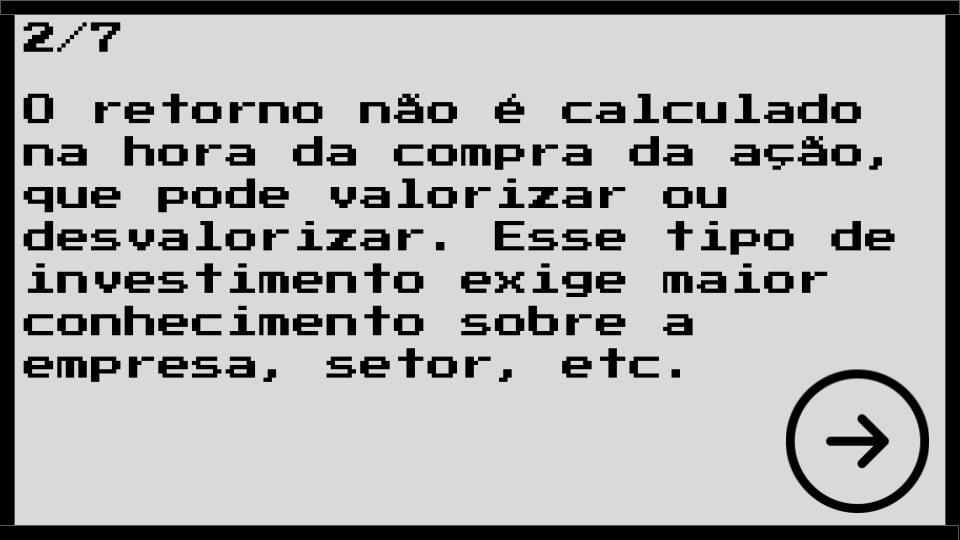 2/7
O retorno não é calculado
na hora da compra da ação,
que pode valorizar ou
desvalorizar. Esse tipo de
investimento exige maior
conhecimento sobre a
empresa, setor, etc.